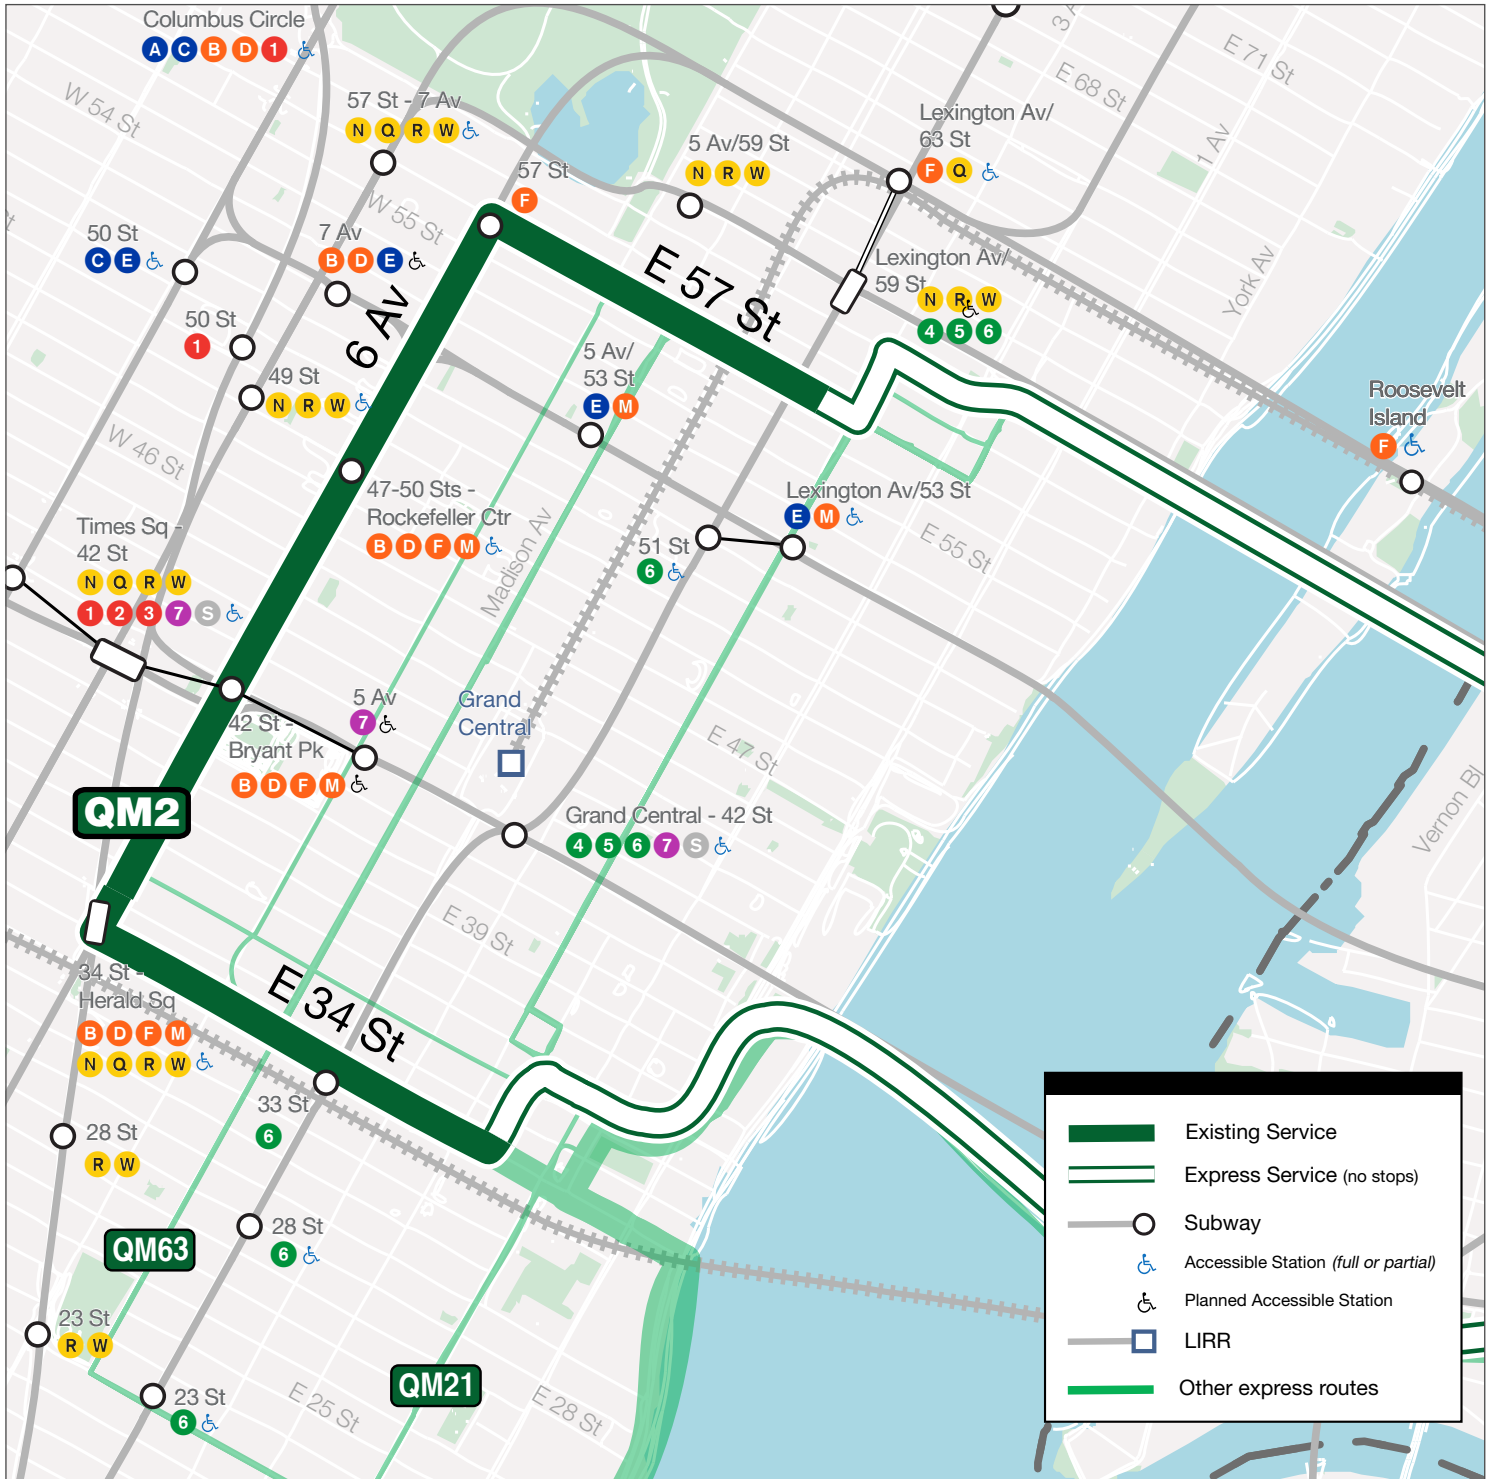 Columbus Circle
A C B D 1
W 54 St
57 St - 7 Av
N Q R W
57 St
F
5 Av/59 St
N R W
Lexington Av/
63 St
F Q
3 A
E 71 St
E 68 St
1 Av
York Av
50 St
C E
7 Av
B D E
W 55 St
50 St
1
49 St
N R W
6 AV
E 57 St
Lexington Av/
59 St
N R W
4 5 6
Roosevelt
Island
F
5 Av/
53 St
E M
W 46 St
47-50 Sts -
Rockefeller Ctr
B D F M
Times Sq -
42 St
N Q R W
1 2 3 7 S
Madison Av
Lexington Av/53 St
E M
51 St
6
E 55 St
5 Av
7
42 St -
Bryant Pk
B D F M
Grand
Central
E 47 St
Vernon Bl
QM2
Grand Central - 42 St
4 5 6 7 S
E 39 St
34 St -
Herald Sq
B D F M
N Q R W
E 34 St
33 St
6
28 St
R W
28 St
6
QM63
23 St
R W
23 St
6
QM21
E 25 St
E 28 St
Existing Service
Express Service (no stops)
Subway
Accessible Station (full or partial)
Planned Accessible Station
LIRR
Other express routes